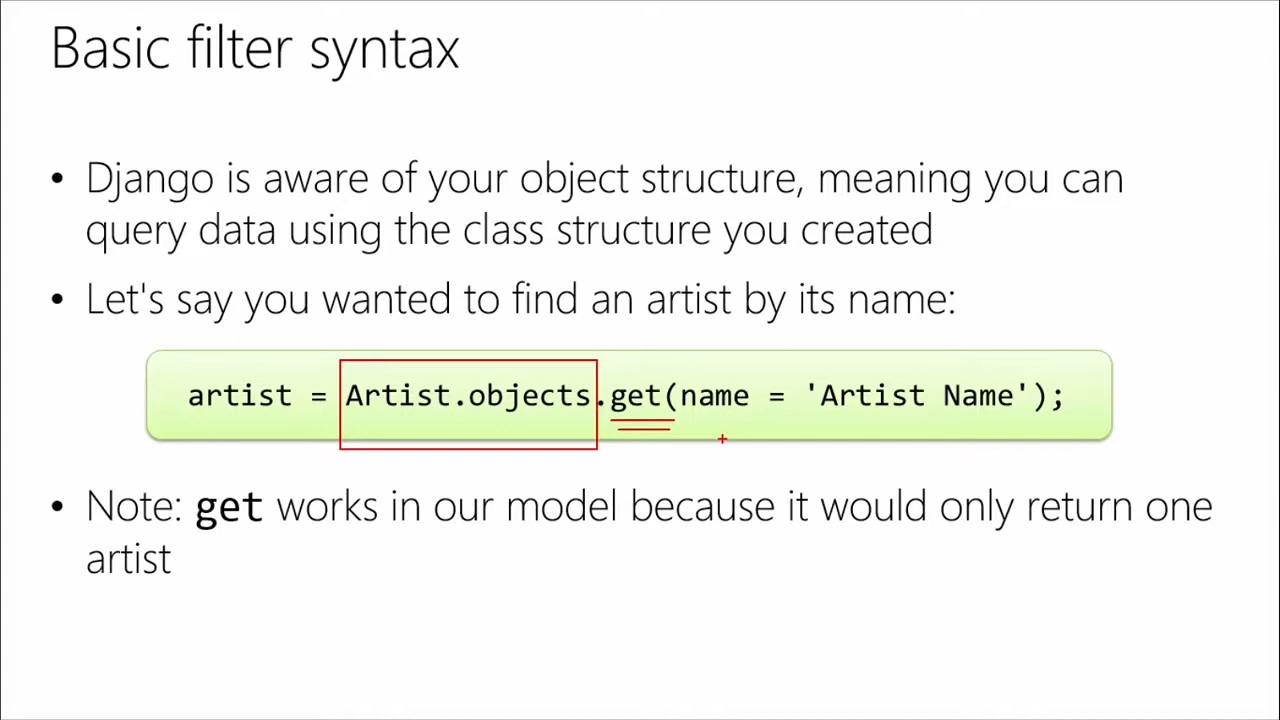 Basic filter syntax
• Django is aware of your object structure, meaning you can
query data using the class structure you created
• Let's say you wanted to find an artist by its name:
artist = Artist.objects.get(name = 'Artist Name');
• Note: get works in our model because it would only return one
artist